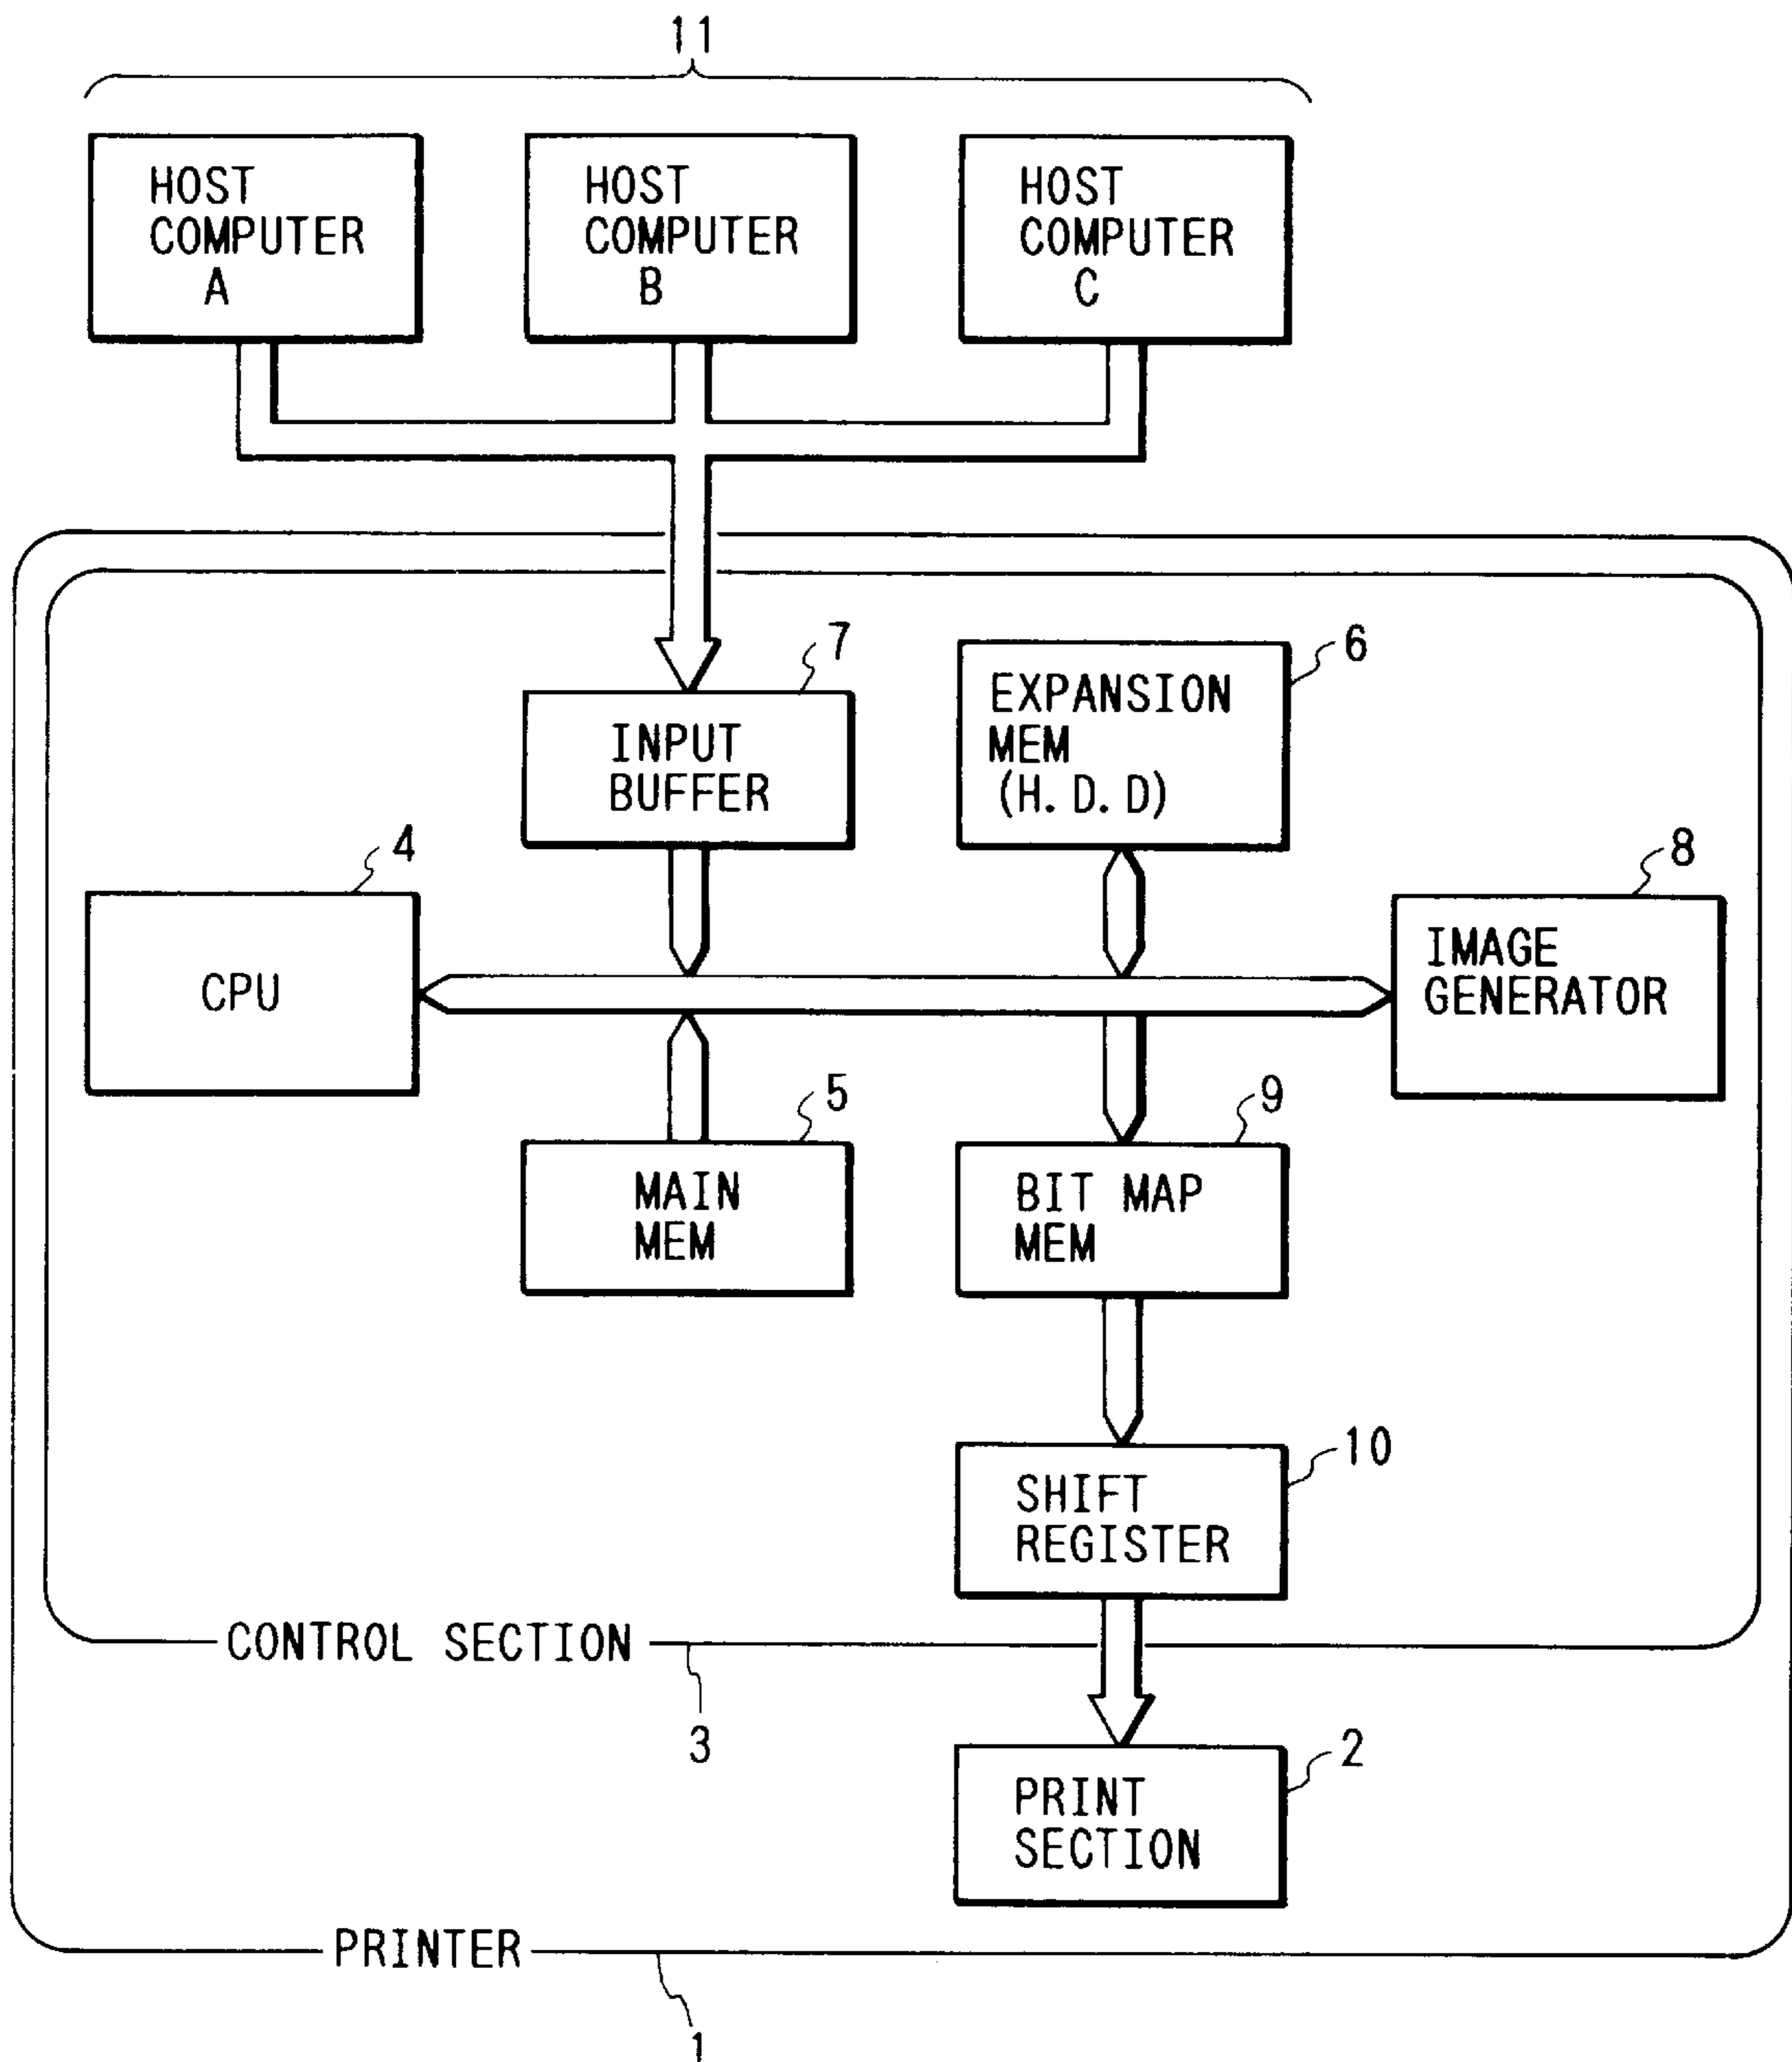 11
HOST
COMPUTER
A
HOST
COMPUTER
B
HOST
COMPUTER
C
7
INPUT
BUFFER
6
EXPANSION
MEM
(H.D.D)
4
CPU
8
IMAGE
GENERATOR
5
MAIN
MEM
9
BIT MAP
MEM
10
SHIFT
REGISTER
CONTROL SECTION
3
2
PRINT
SECTION
PRINTER
1